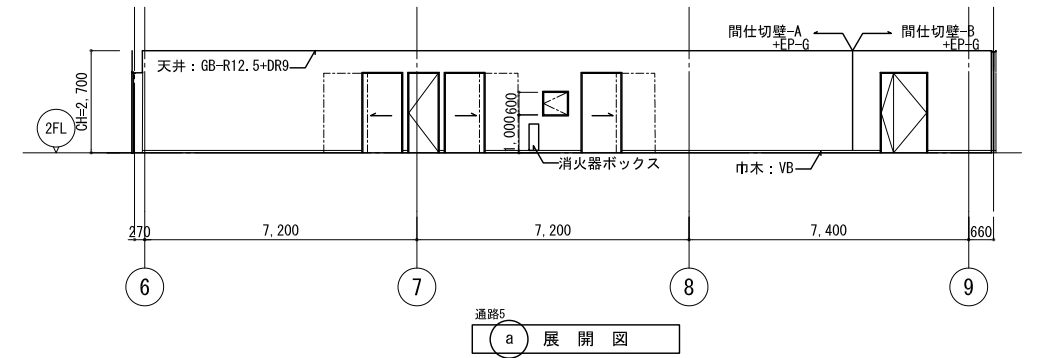 間仕切壁-A
+EP-G
間仕切壁-B
+EP-G
天井：GB-R12.5+DR9
CH=2,700
2FL
600
1,000
消火器ボックス
巾木：VB
270
7,200
7,200
7,400
660
6
7
8
9
通路5
a 展開図